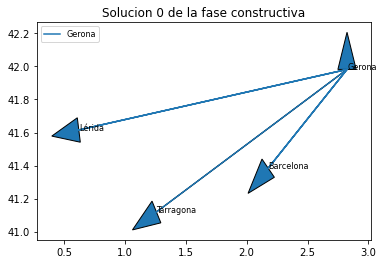 Solucion 0 de la fase constructiva
Gerona
42.2
42.0
41.8
41.6
41.4
41.2
41.0
Gerona
Lérida
Barcelona
Tarragona
0.5 1.0 1.5 2.0 2.5 3.0